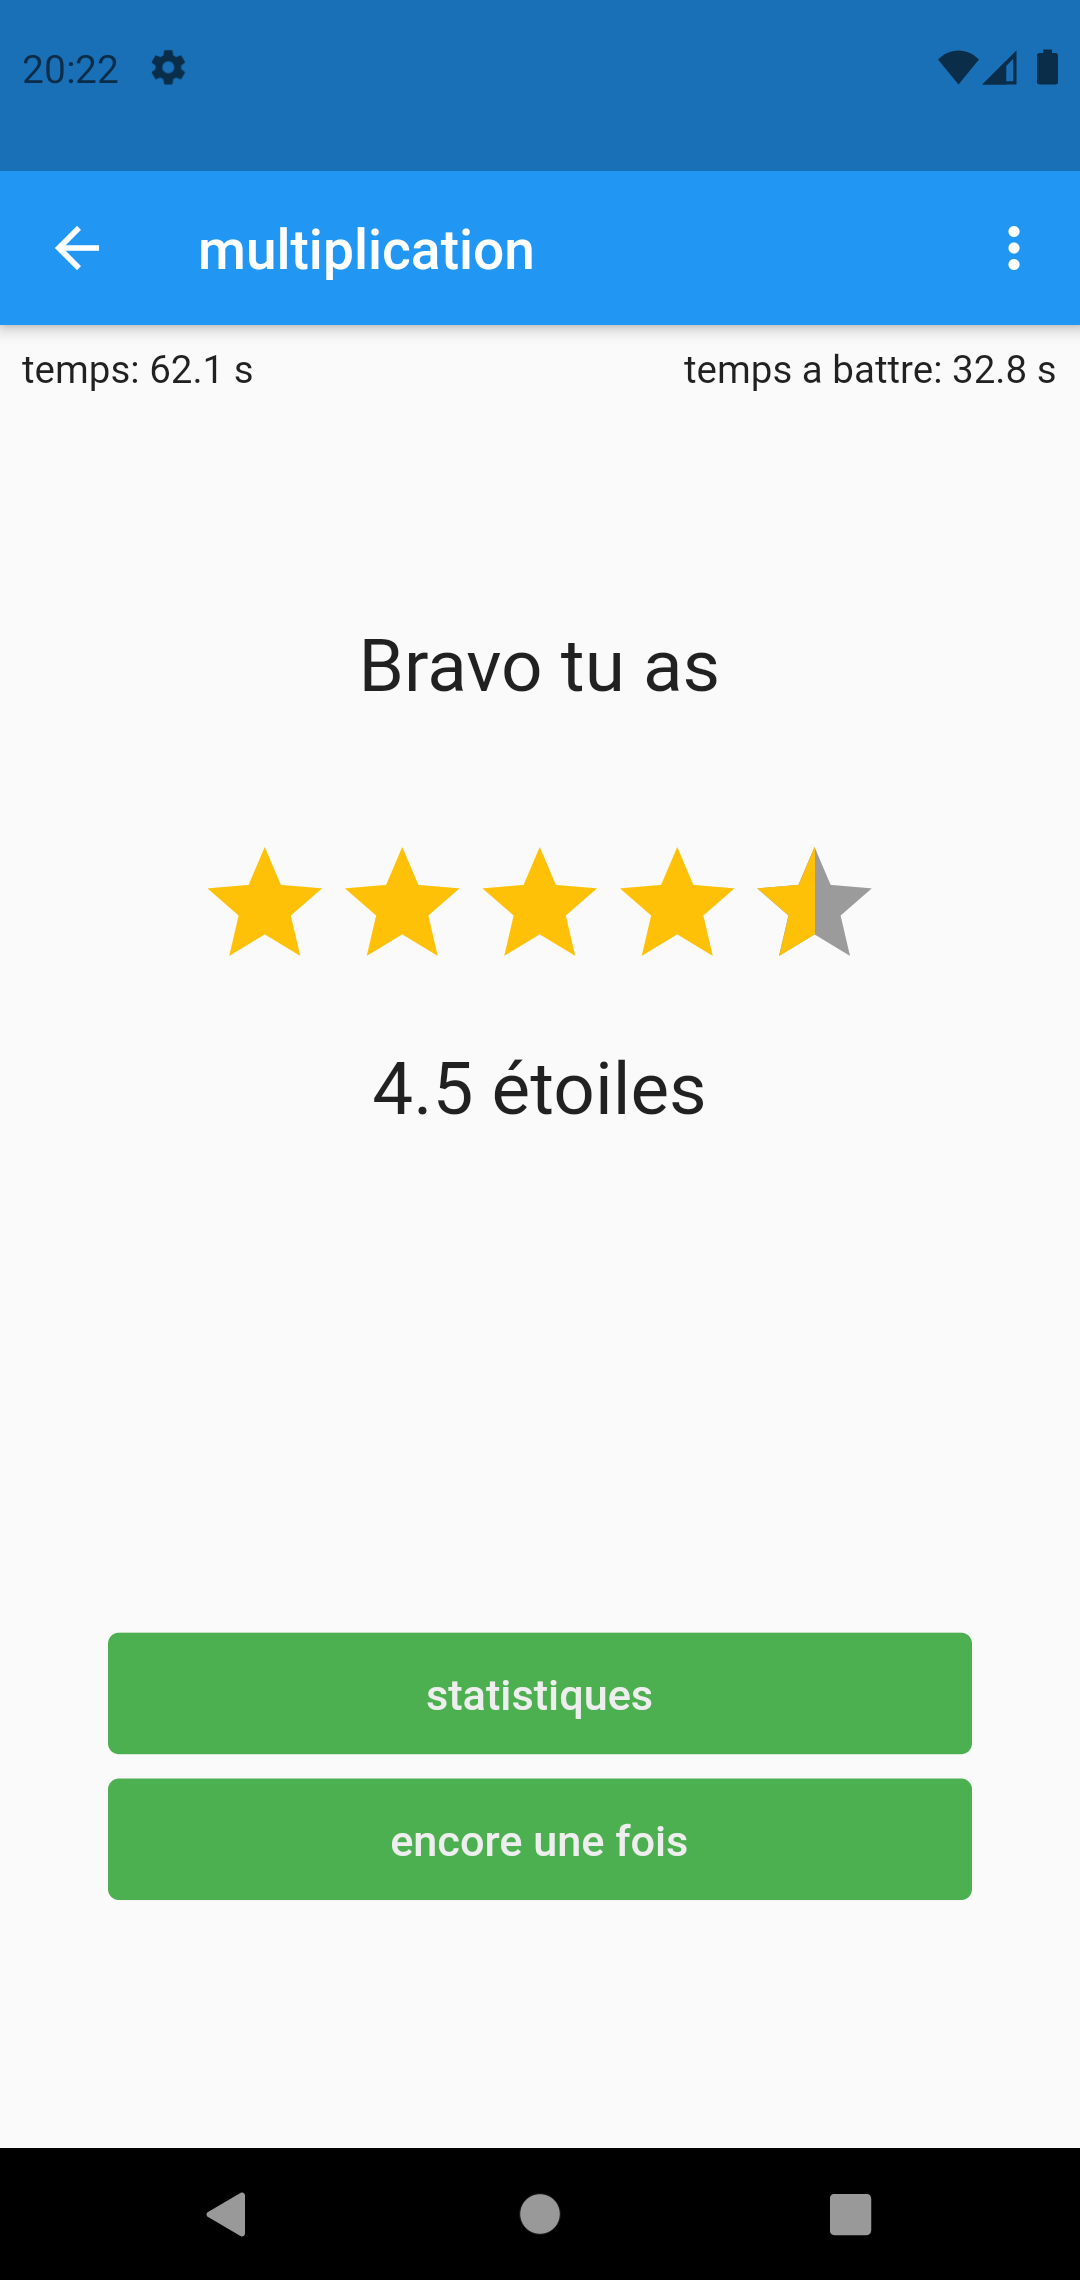 20:22
multiplication
temps: 62.1 s
temps a battre: 32.8 s
Bravo tu as
4.5 étoiles
statistiques
encore une fois